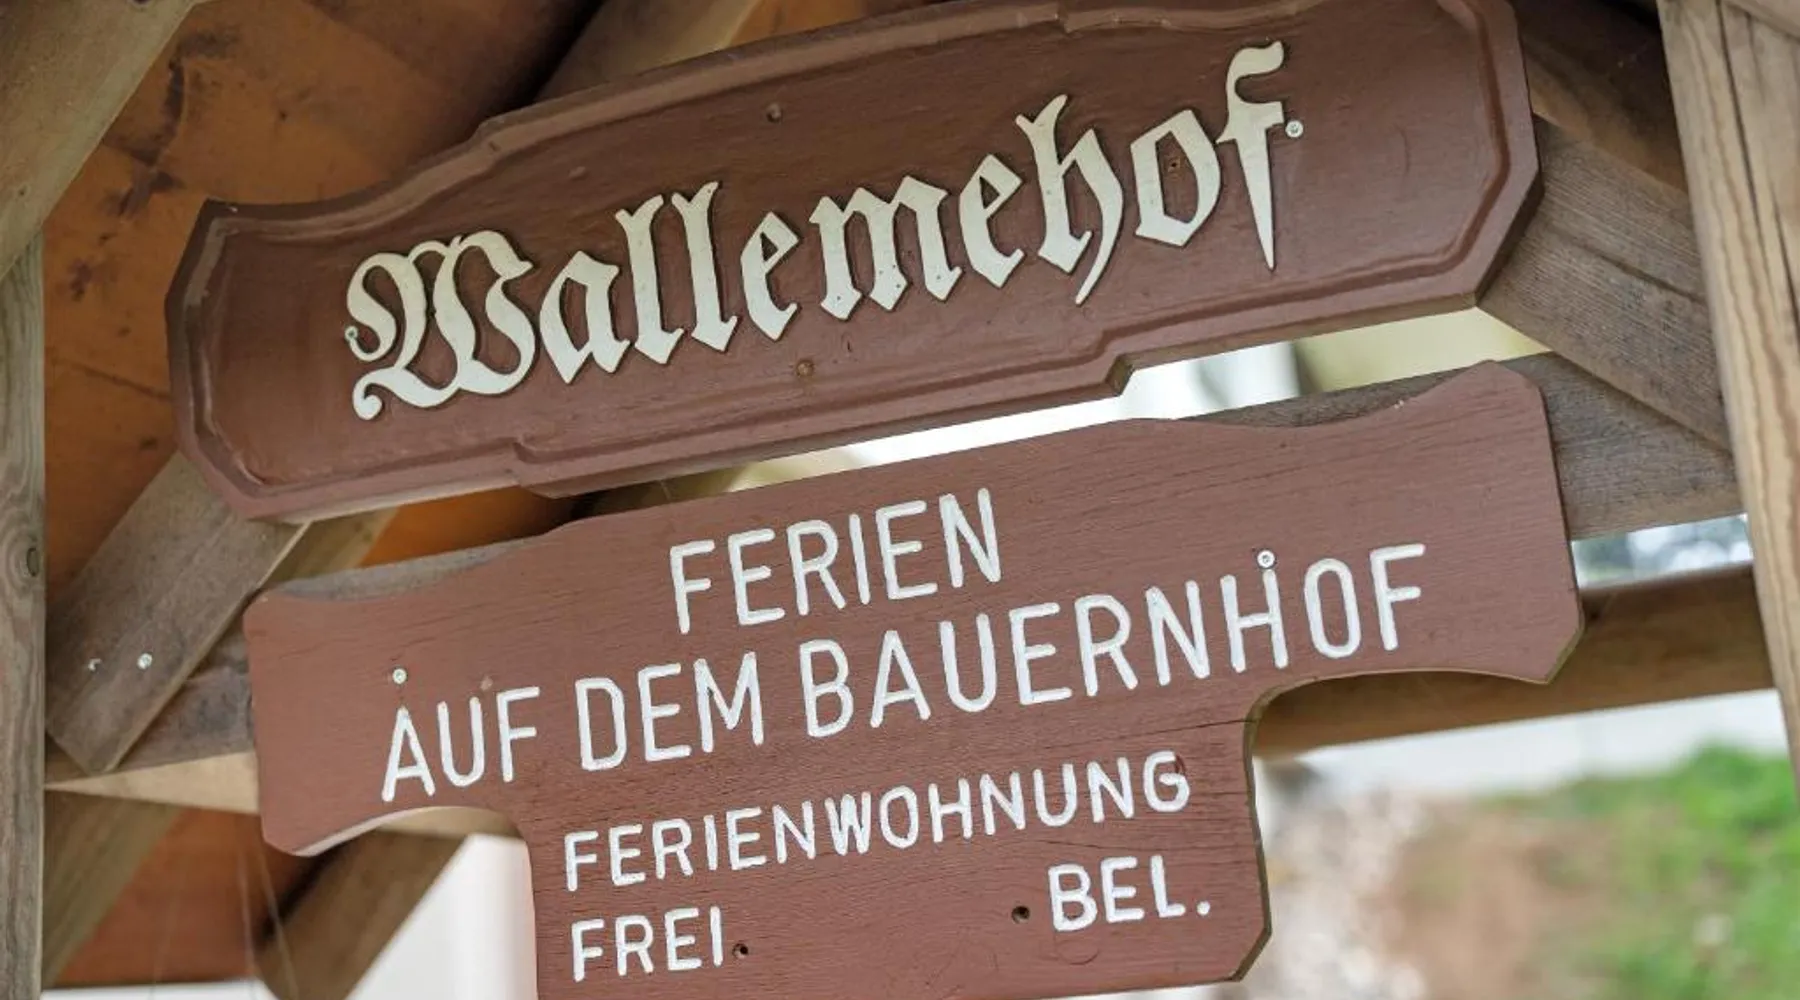 Wallemehof
FERIEN
AUF DEM BAUERNHOF
FERIENWOHNUNG
FREI BEL.